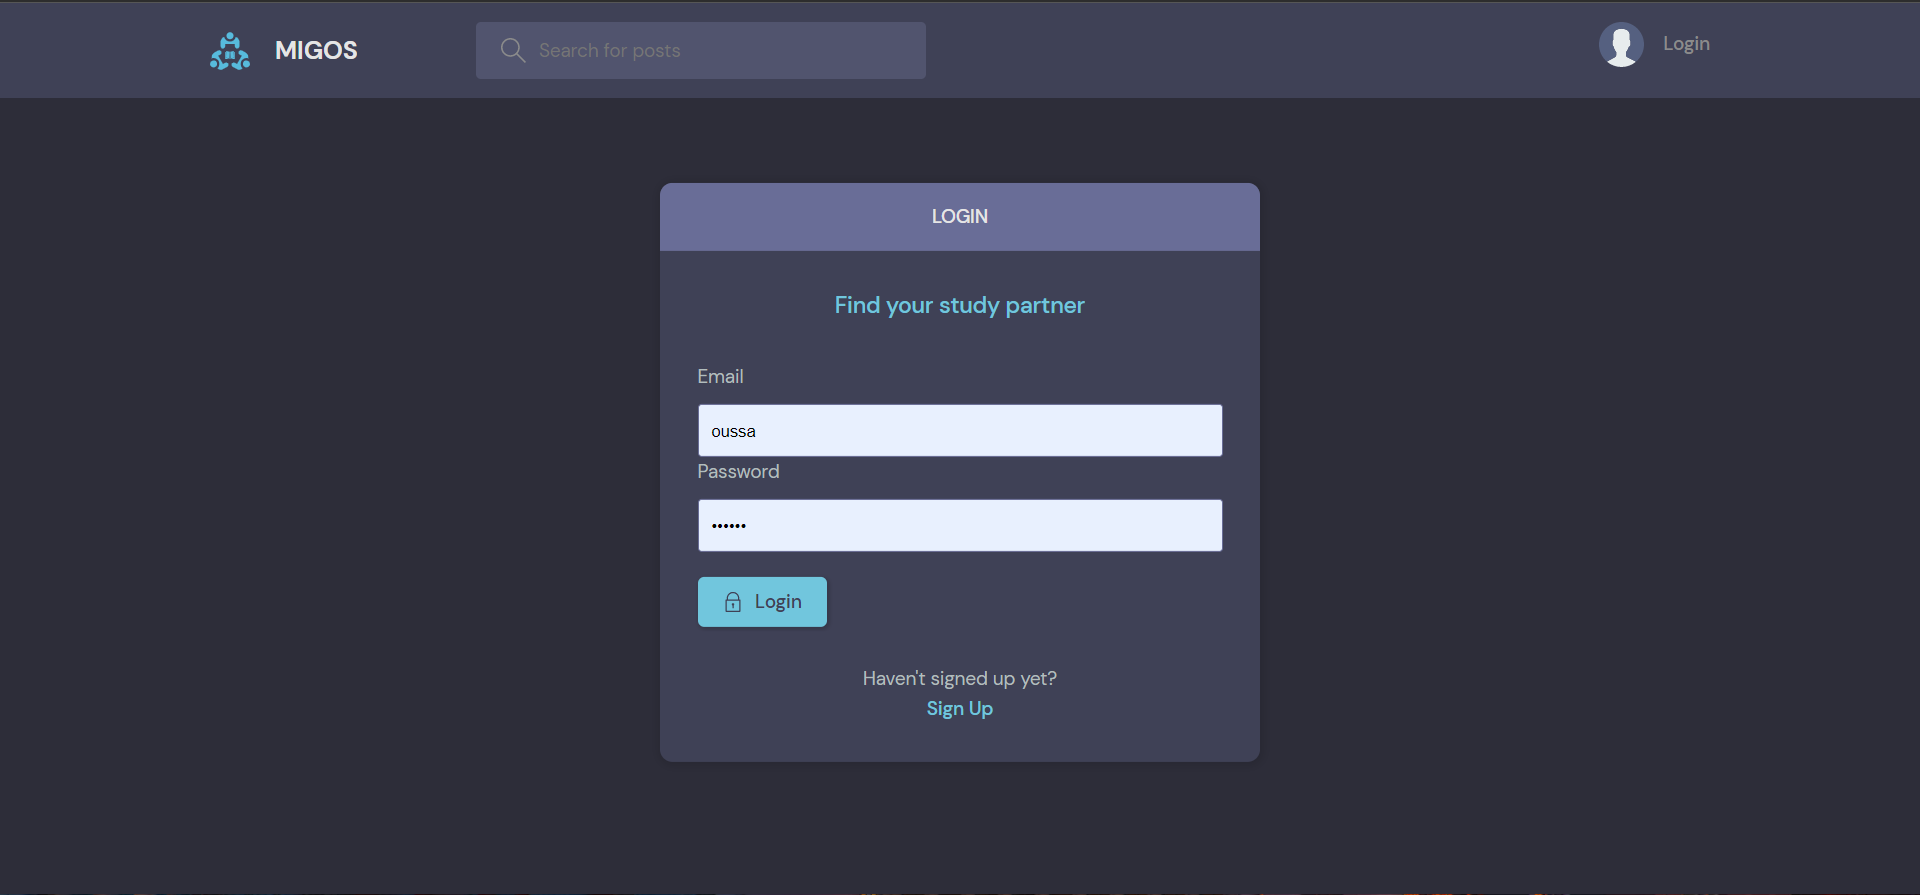 MIGOS
Search for posts
Login
LOGIN
Find your study partner
Email
oussa
Password
••••••
Login
Haven't signed up yet?
Sign Up